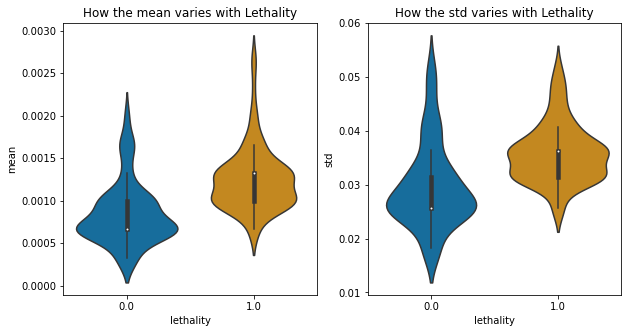 How the mean varies with Lethality
mean
0.0030
0.0025
0.0020
0.0015
0.0010
0.0005
0.0000
0.0
1.0
lethality
How the std varies with Lethality
std
0.06
0.05
0.04
0.03
0.02
0.01
0.0
1.0
lethality